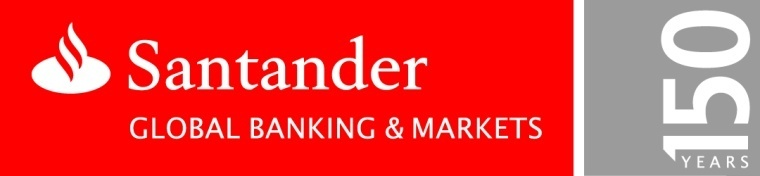 Santander
GLOBAL BANKING & MARKETS
150
YEARS